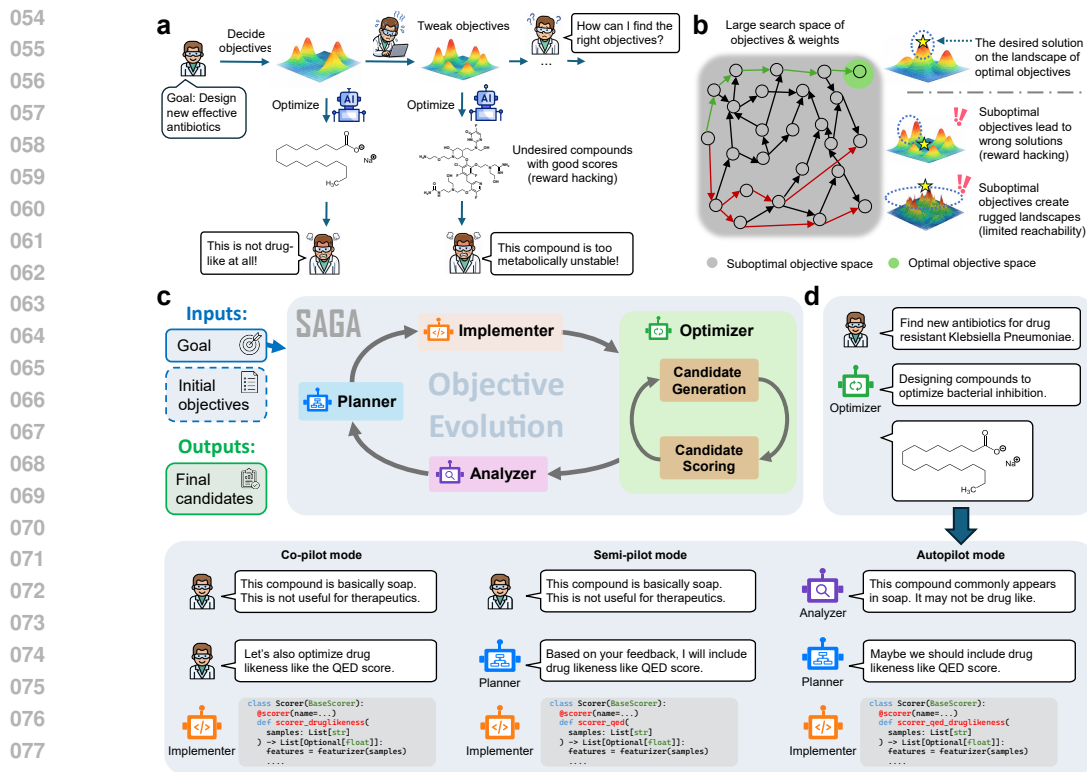 054
055
056
057
058
059
060
061
062
063
064
065
066
067
068
069
070
071
072
073
074
075
076
077
a
Decide
objectives
Tweak objectives
How can I find the
right objectives?
...
Goal: Design
new effective
antibiotics
Optimize
AI
Optimize
AI
Undesired compounds
with good scores
(reward hacking)
This is not drug-
like at all!
This compound is too
metabolically unstable!
b
Large search space of
objectives & weights
The desired solution
on the landscape of
optimal objectives
Suboptimal
objectives lead to
wrong solutions
(reward hacking)
Suboptimal
objectives create
rugged landscapes
(limited reachability)
Suboptimal objective space
Optimal objective space
c
Inputs:
Goal
Initial
objectives
Outputs:
Final
candidates
SAGA
Implementer
Optimizer
Planner
Objective
Evolution
Candidate
Generation
Candidate
Scoring
Analyzer
d
Find new antibiotics for drug
resistant Klebsiella Pneumoniae.
Optimizer
Designing compounds to
optimize bacterial inhibition.
O
O⊖
Na⊕
H₃C
Co-pilot mode
This compound is basically soap.
This is not useful for therapeutics.
Let's also optimize drug
likeness like the QED score.
Implementer
class Scorer(BaseScorer):
@scorer(name=...)
def scorer_druglikeness(
samples: List[str]
) -> List[Optional[float]]:
features = featurizer(samples)
....
Semi-pilot mode
This compound is basically soap.
This is not useful for therapeutics.
Planner
Based on your feedback, I will include
drug likeness like QED score.
Implementer
class Scorer(BaseScorer):
@scorer(name=...)
def scorer_qed(
samples: List[str]
) -> List[Optional[float]]:
features = featurizer(samples)
....
Autopilot mode
Analyzer
This compound commonly appears
in soap. It may not be drug like.
Planner
Maybe we should include drug
likeness like QED score.
Implementer
class Scorer(BaseScorer):
@scorer(name=...)
def scorer_qed_druglikeness(
samples: List[str]
) -> List[Optional[float]]:
features = featurizer(samples)
....